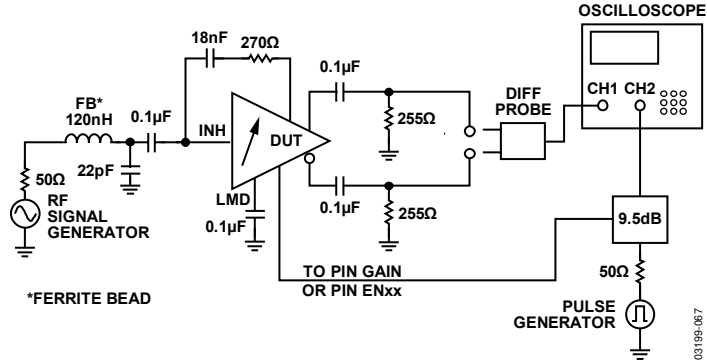 OSCILLOSCOPE
18nF
270Ω
FB*
120nH
0.1μF
0.1μF
DIFF
PROBE
CH1
CH2
INH
DUT
255Ω
22pF
50Ω
RF
SIGNAL
GENERATOR
LMD
0.1μF
0.1μF
255Ω
9.5dB
TO PIN GAIN
OR PIN ENxx
50Ω
*FERRITE BEAD
PULSE
GENERATOR
03199-067